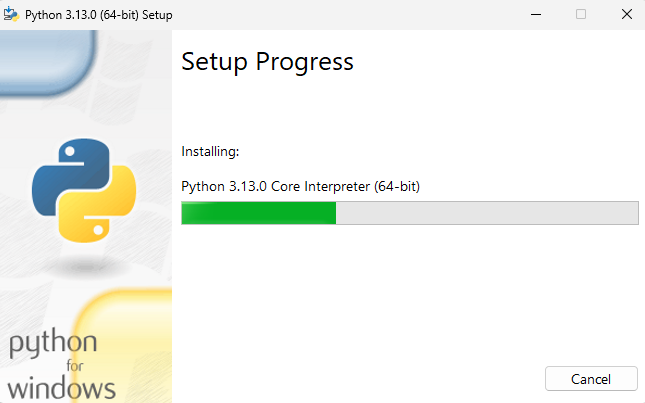 Python 3.13.0 (64-bit) Setup
Setup Progress
Installing:
Python 3.13.0 Core Interpreter (64-bit)
python
for
windows
Cancel